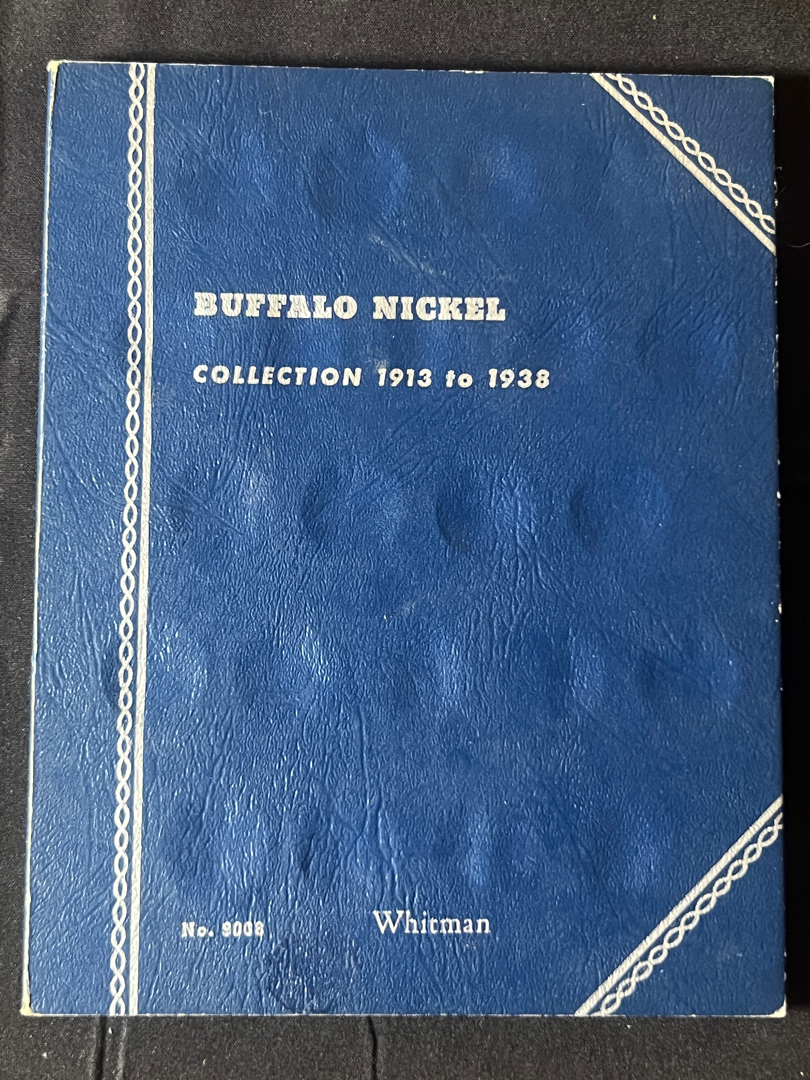 BUFFALO NICKEL
COLLECTION 1913 to 1938
No. 9008
Whitman